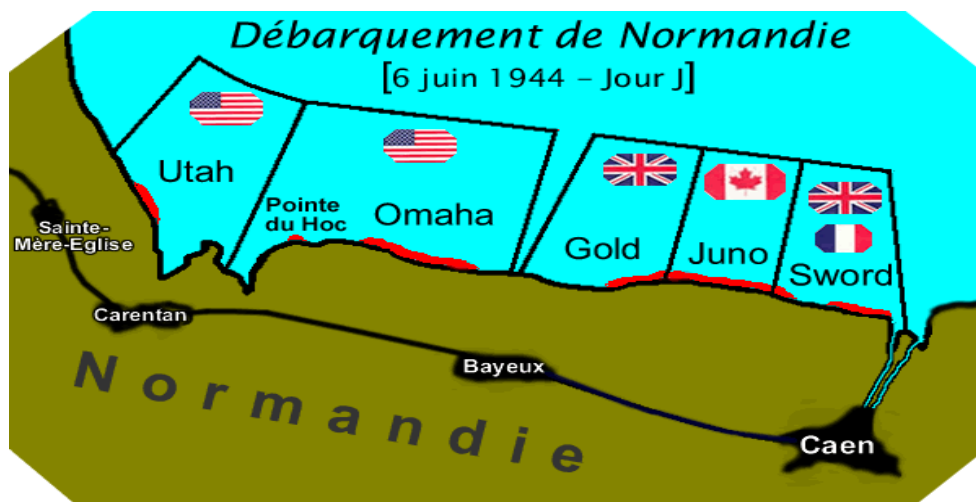 Débarquement de Normandie
[6 juin 1944 – Jour J]
Utah
Pointe
du Hoc
Omaha
Gold
Juno
Sword
Sainte-
Mère-Eglise
Carentan
Bayeux
Caen
Normandie